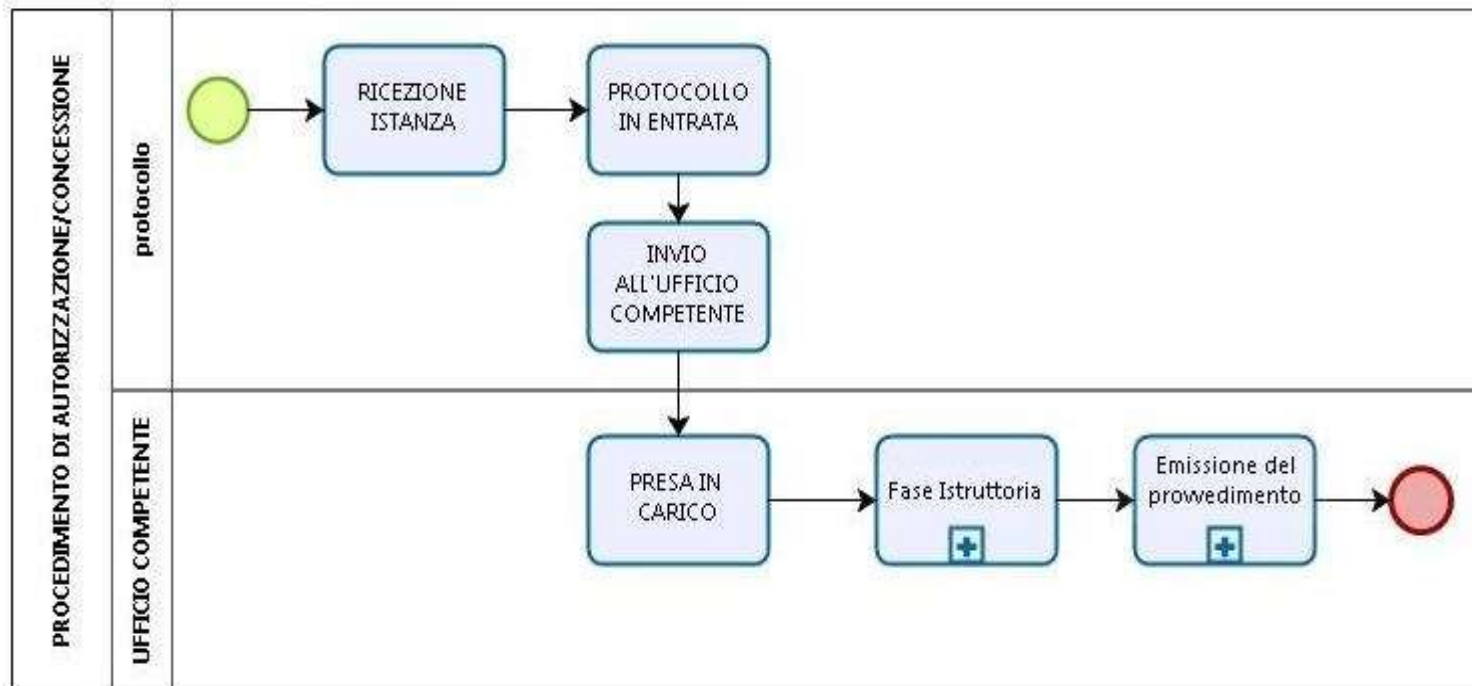 PROCEDIMENTO DI AUTORIZZAZIONE/CONCESSIONE
protocollo
RICEZIONE
ISTANZA
PROTOCOLLO
IN ENTRATA
INVIO
ALL'UFFICIO
COMPETENTE
UFFICIO COMPETENTE
PRESA IN
CARICO
Fase Istruttoria
Emissione del
provvedimento